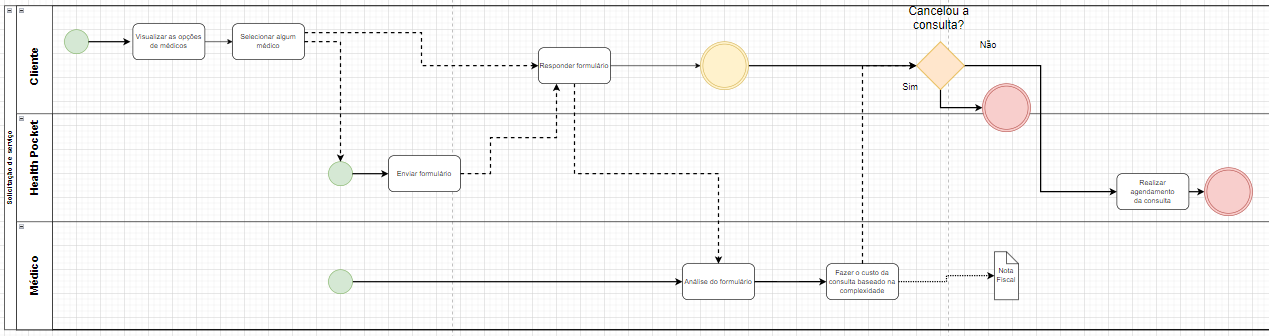 Solicitação de serviço
Cliente
Visualizar as opções
de médicos
Selecionar algum
médico
Responder formulário
Cancelou a
consulta?
Não
Sim
Health Pocket
Enviar formulário
Realizar
agendamento
da consulta
Médico
Análise do formulário
Fazer o custo da
consulta baseado na
complexidade
Nota
Fiscal